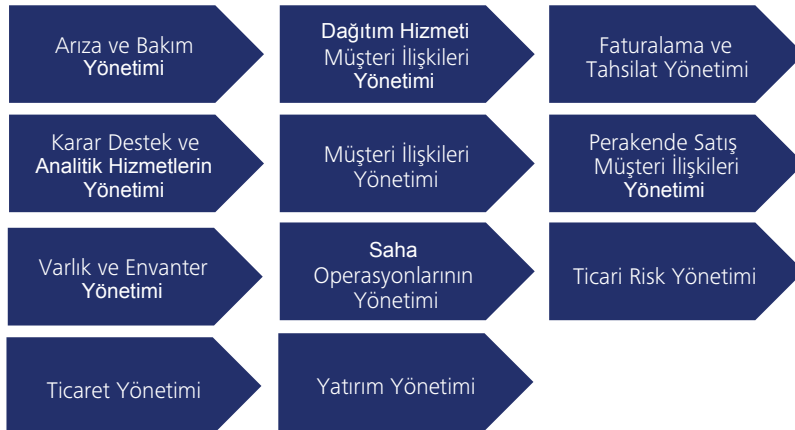 Arıza ve Bakım
Yönetimi
Dağıtım Hizmeti
Müşteri İlişkileri
Yönetimi
Faturalama ve
Tahsilat Yönetimi
Karar Destek ve
Analitik Hizmetlerin
Yönetimi
Müşteri İlişkileri
Yönetimi
Perakende Satış
Müşteri İlişkileri
Yönetimi
Varlık ve Envanter
Yönetimi
Saha
Operasyonlarının
Yönetimi
Ticari Risk Yönetimi
Ticaret Yönetimi
Yatırım Yönetimi